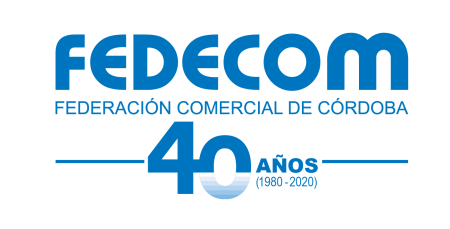 FEDECOM
FEDERACIÓN COMERCIAL DE CÓRDOBA
40 AÑOS
(1980-2020)